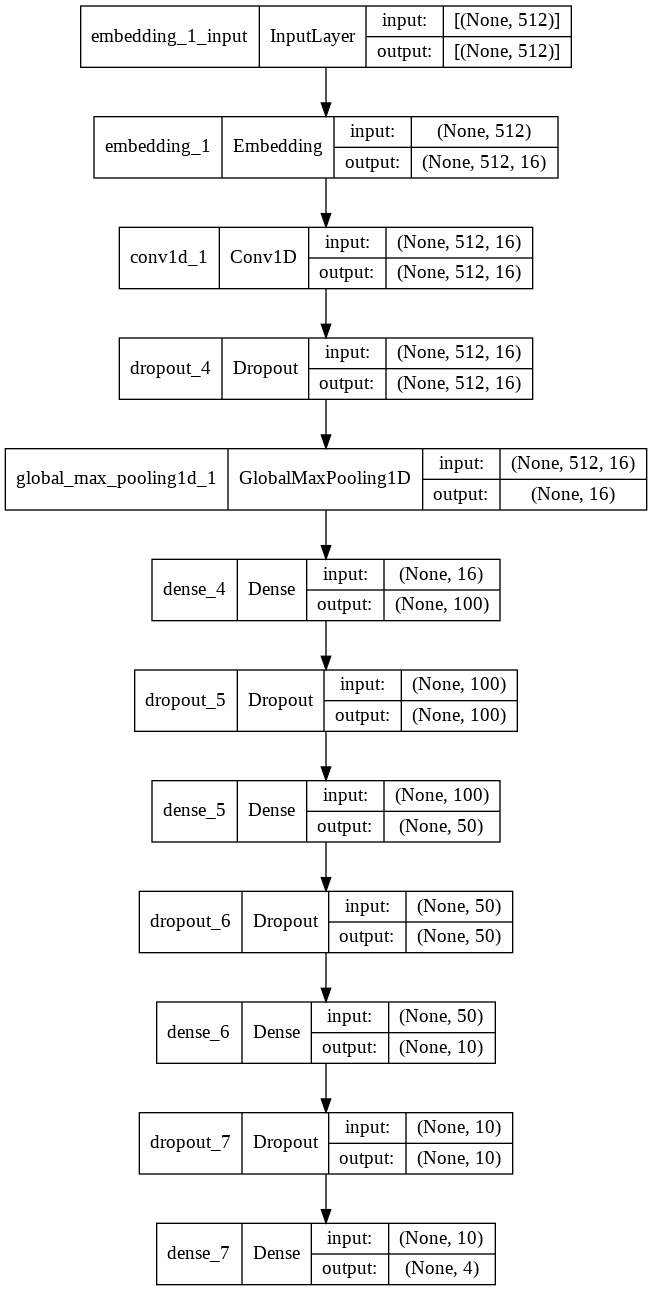 embedding_1_input InputLayer input: [(None, 512)]
output: [(None, 512)]
embedding_1 Embedding input: (None, 512)
output: (None, 512, 16)
conv1d_1 Conv1D input: (None, 512, 16)
output: (None, 512, 16)
dropout_4 Dropout input: (None, 512, 16)
output: (None, 512, 16)
global_max_pooling1d_1 GlobalMaxPooling1D input: (None, 512, 16)
output: (None, 16)
dense_4 Dense input: (None, 16)
output: (None, 100)
dropout_5 Dropout input: (None, 100)
output: (None, 100)
dense_5 Dense input: (None, 100)
output: (None, 50)
dropout_6 Dropout input: (None, 50)
output: (None, 50)
dense_6 Dense input: (None, 50)
output: (None, 10)
dropout_7 Dropout input: (None, 10)
output: (None, 10)
dense_7 Dense input: (None, 10)
output: (None, 4)